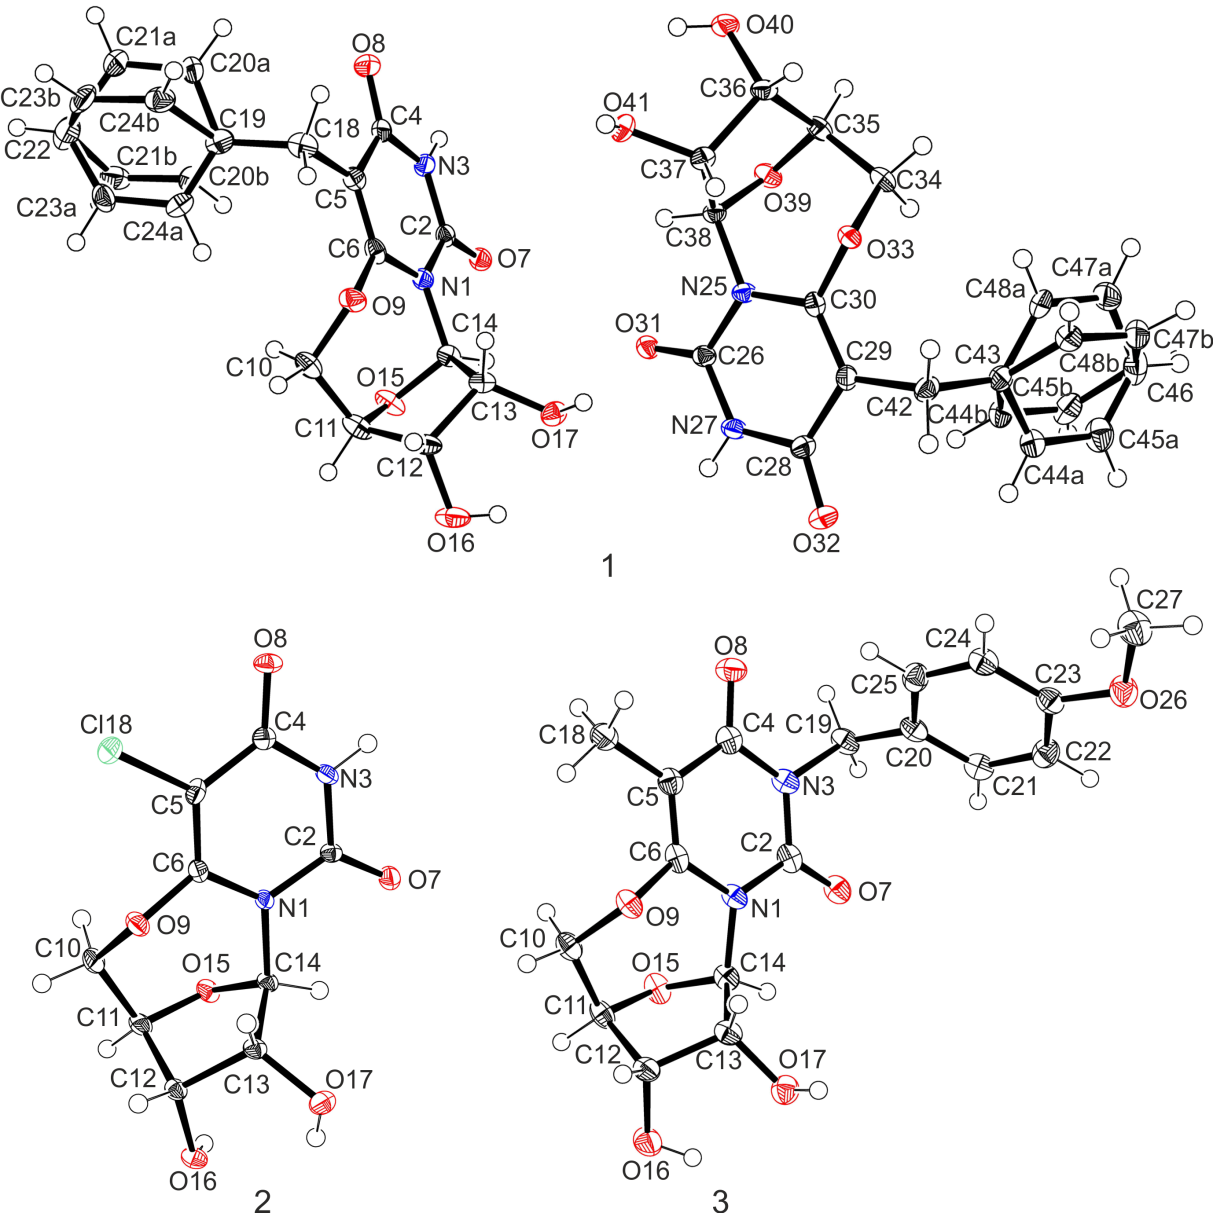 C21a
O8
O40
C20a
C23b
C36
C19
C18
C4
O41
C24b
C35
C22
N3
C37
C21b
C20b
C5
O39
C34
C23a
C24a
C2
C6
C38
O7
O33
C47a
N1
N25
C48a
O9
C30
C14
O31
C47b
C10
C26
C29
C43
C48b
O15
C45b
C46
C13
C42
C44b
C11
N27
O17
C45a
C12
C28
C44a
O16
O32
1
C27
O8
O8
C24
C23
C25
Cl18
C4
C18
C4
C19
O26
N3
C20
C22
C5
C5
N3
C21
C2
C6
C6
C2
O7
O7
N1
N1
O9
O9
C10
C10
O15
C14
O15
C14
C11
C11
C12
C13
O17
C12
C13
O17
O16
O16
2
3